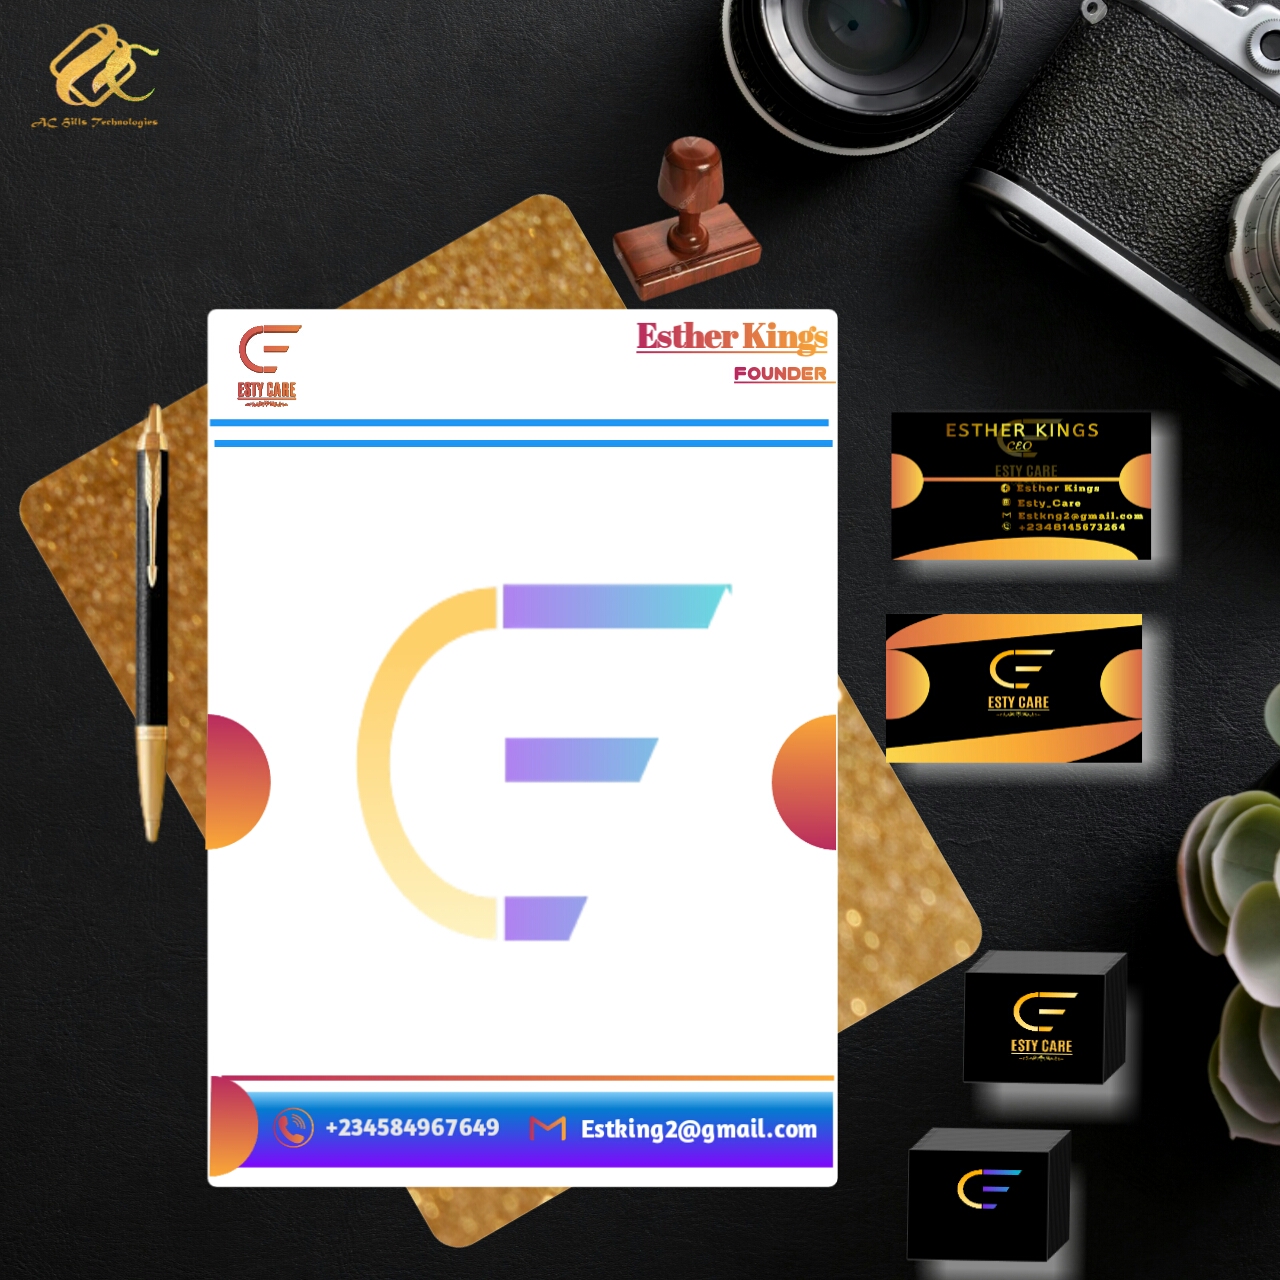 AC Bills Technologies
Esther Kings
FOUNDER
ESTY CARE
+234584967649
Estking2@gmail.com
ESTHER KINGS
CEO
ESTY CARE
Esther Kings
Esty_Care
Estkng2@gmail.com
+2348145673264
ESTY CARE
ESTY CARE